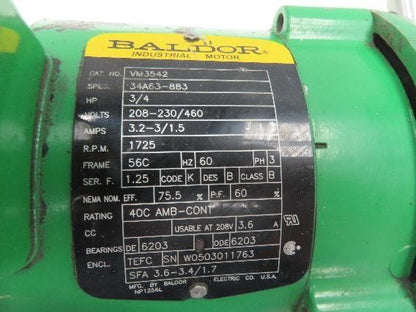 BALDOR®
INDUSTRIAL MOTOR
CAT. NO. VM3542
SPEC. 34A63-883
HP 3/4
VOLTS 208-230/460
AMPS 3.2-3/1.5
R.P.M. 1725
FRAME 56C HZ 60 PH 3
SER. F. 1.25 CODE K DES B CLASS B
NEMA NOM. EFF. 75.5 % P.F. 60 %
RATING 40C AMB-CONT
CC USABLE AT 208V 3.6 A
BEARINGS DE 6203 ODE 6203
ENCL. TEFC SN W0503011763
SFA 3.6-3.4/1.7
MFG. BY BALDOR ELECTRIC CO. U.S.A.
NP1256L